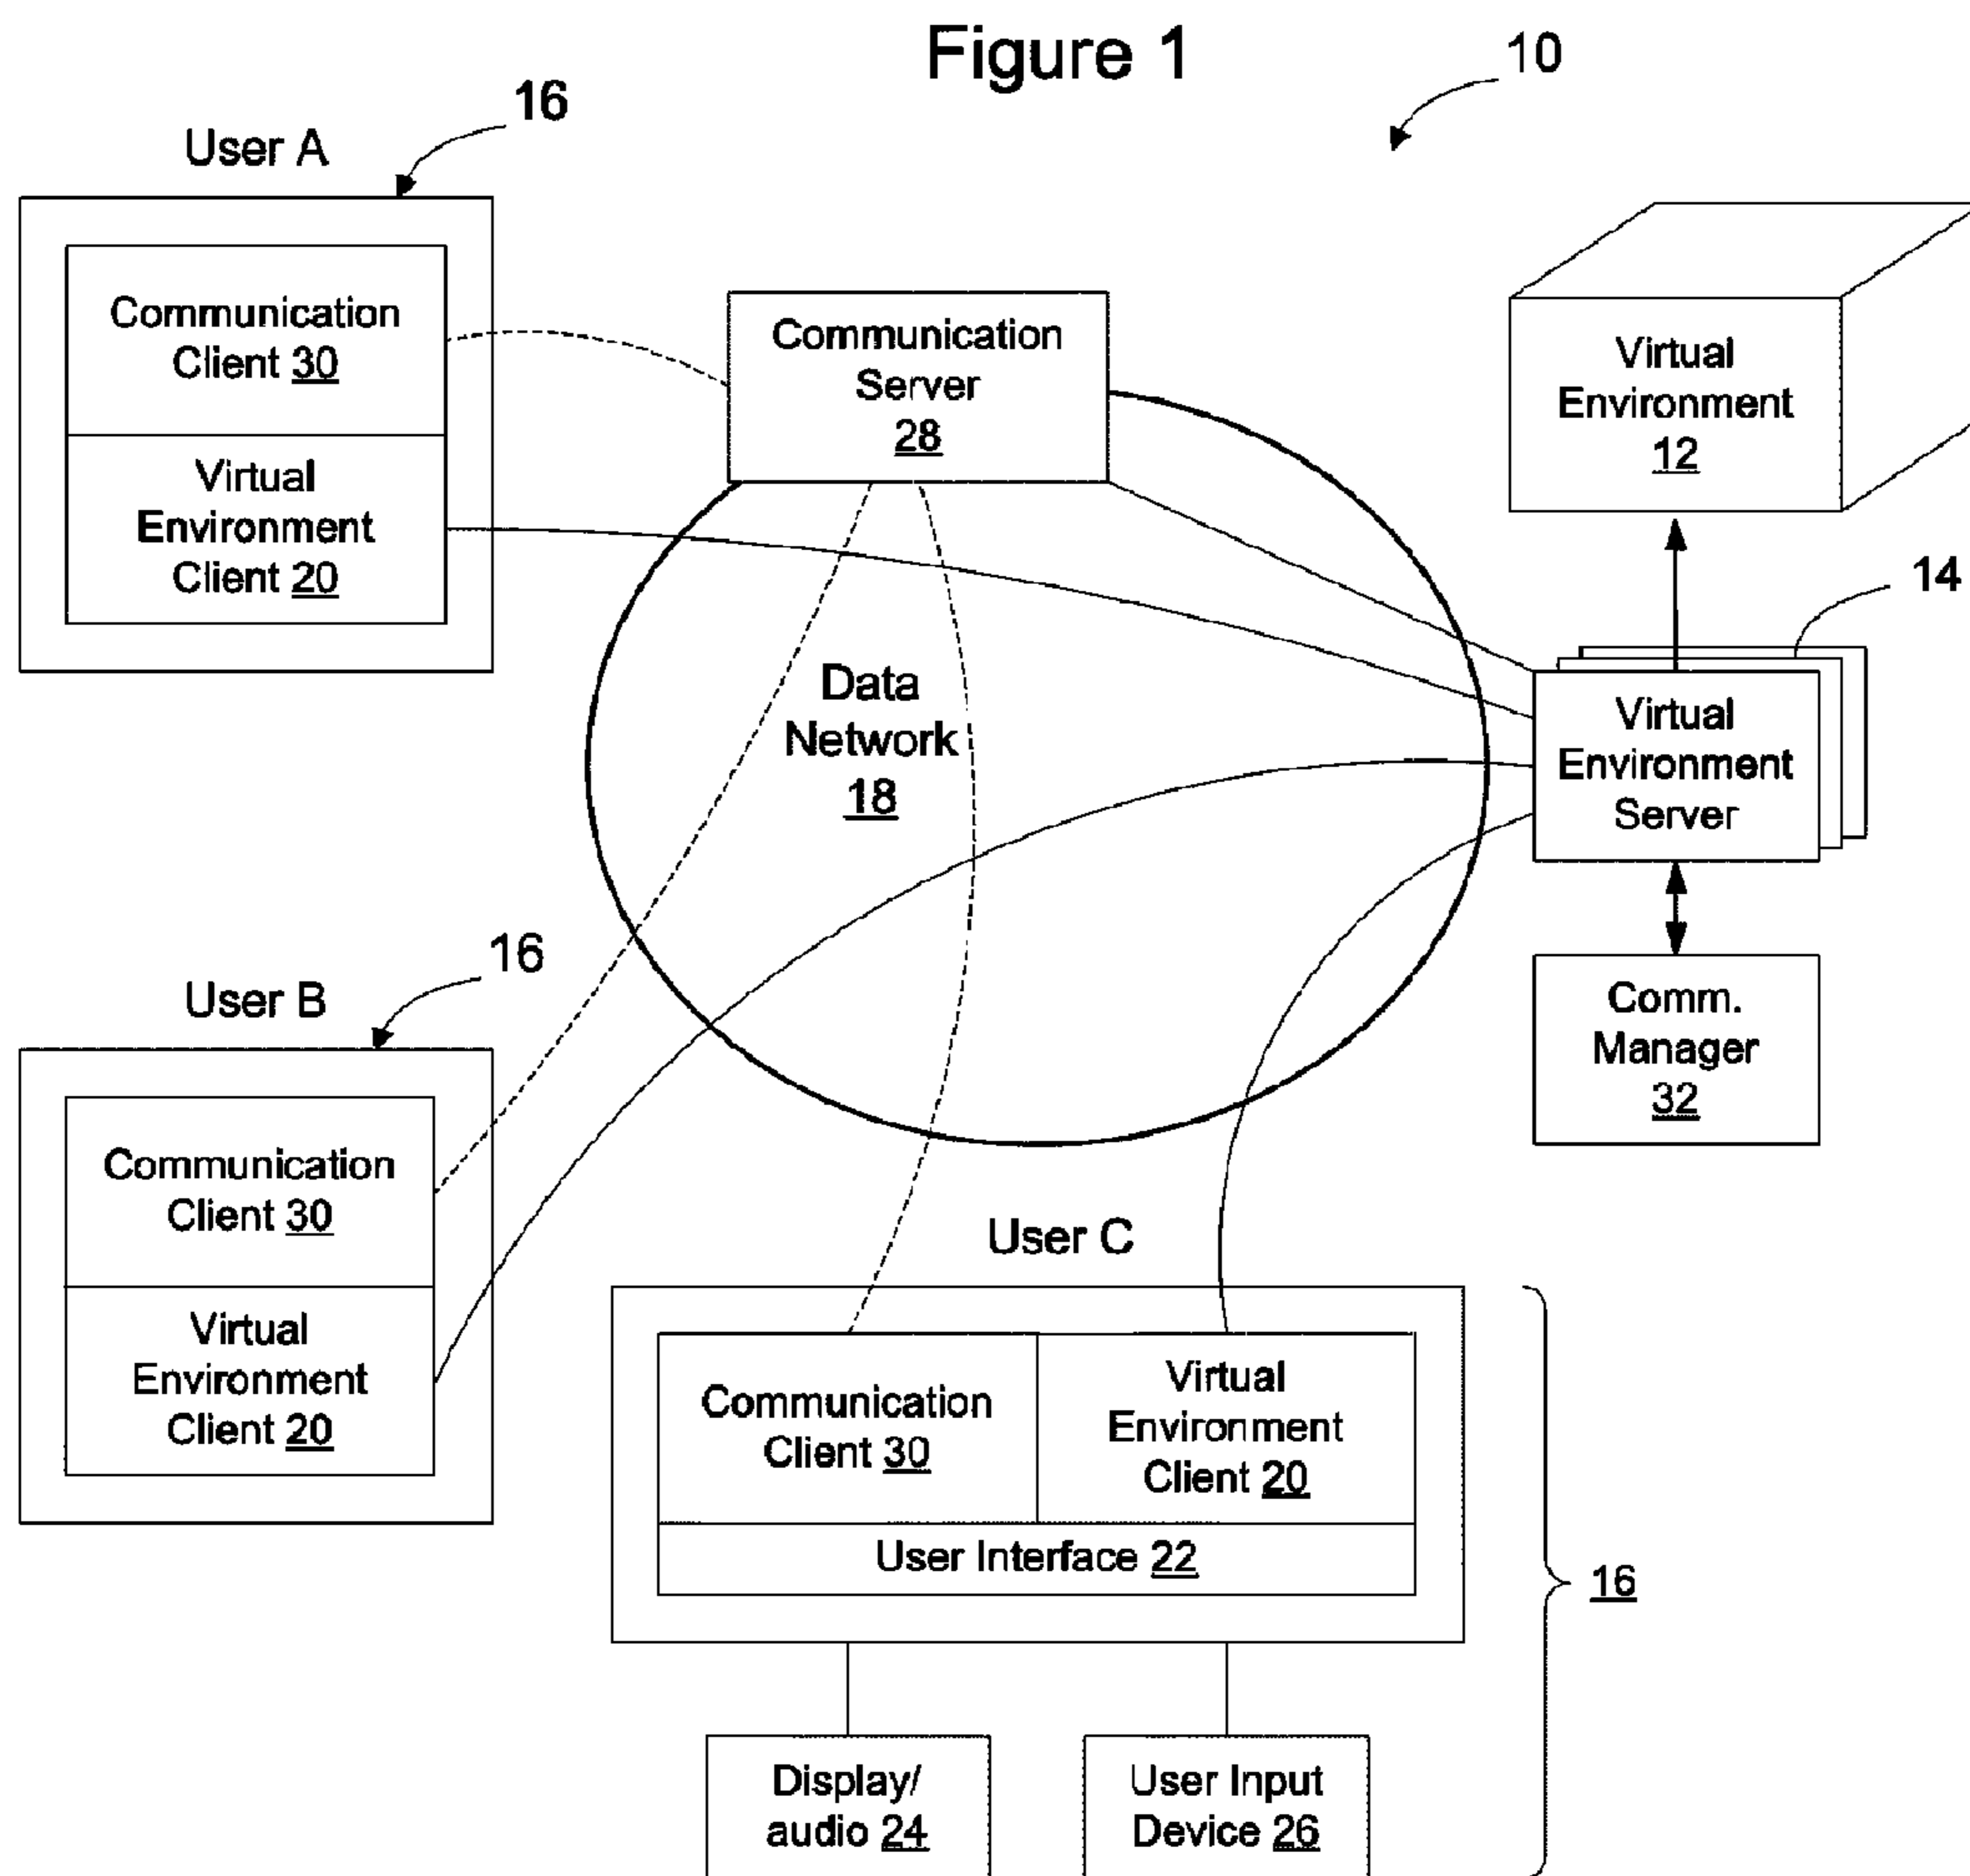 Figure 1
10
16
User A
Communication
Client 30
Virtual
Environment
Client 20
Communication
Server
28
Virtual
Environment
12
14
Data
Network
18
Virtual
Environment
Server
Comm.
Manager
32
16
User B
Communication
Client 30
Virtual
Environment
Client 20
User C
Communication
Client 30
Virtual
Environment
Client 20
User Interface 22
16
Display/
audio 24
User Input
Device 26